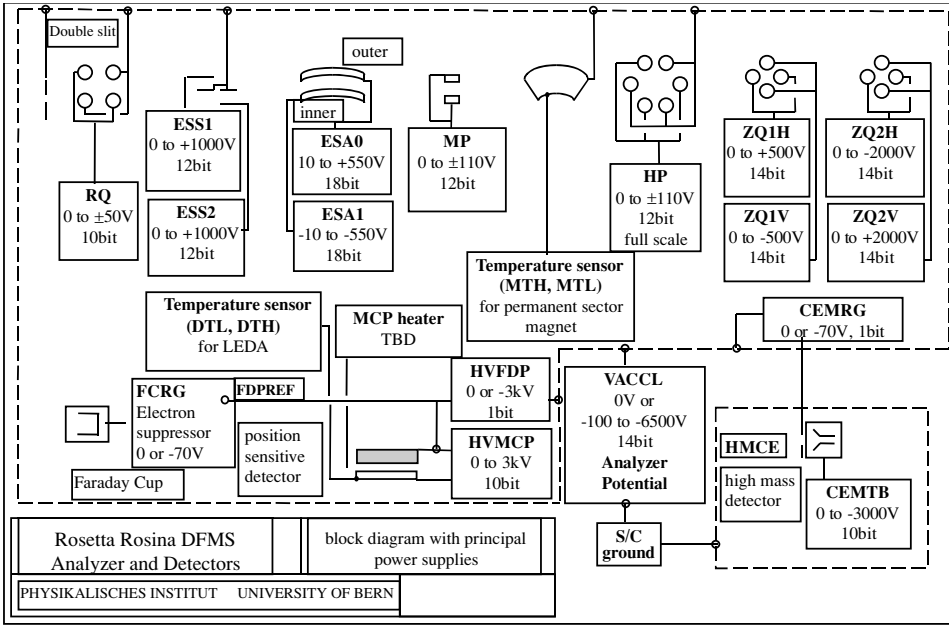 Double slit
outer
inner
ESS1
0 to +1000V
12bit
ESA0
10 to +550V
18bit
MP
0 to ±110V
12bit
ZQ1H
0 to +500V
14bit
ZQ2H
0 to -2000V
14bit
RQ
0 to ±50V
10bit
ESS2
0 to +1000V
12bit
ESA1
-10 to -550V
18bit
HP
0 to ±110V
12bit
full scale
ZQ1V
0 to -500V
14bit
ZQ2V
0 to +2000V
14bit
Temperature sensor
(MTH, MTL)
for permanent sector
magnet
Temperature sensor
(DTL, DTH)
for LEDA
MCP heater
TBD
CEMRG
0 or -70V, 1bit
FCRG
Electron
suppressor
0 or -70V
FDPREF
HVFDP
0 or -3kV
1bit
VACCL
0V or
-100 to -6500V
14bit
Analyzer
Potential
position
sensitive
detector
HVMCP
0 to 3kV
10bit
HMCE
high mass
detector
CEMTB
0 to -3000V
10bit
Faraday Cup
S/C
ground
Rosetta Rosina DFMS
Analyzer and Detectors
block diagram with principal
power supplies
PHYSIKALISCHES INSTITUT UNIVERSITY OF BERN